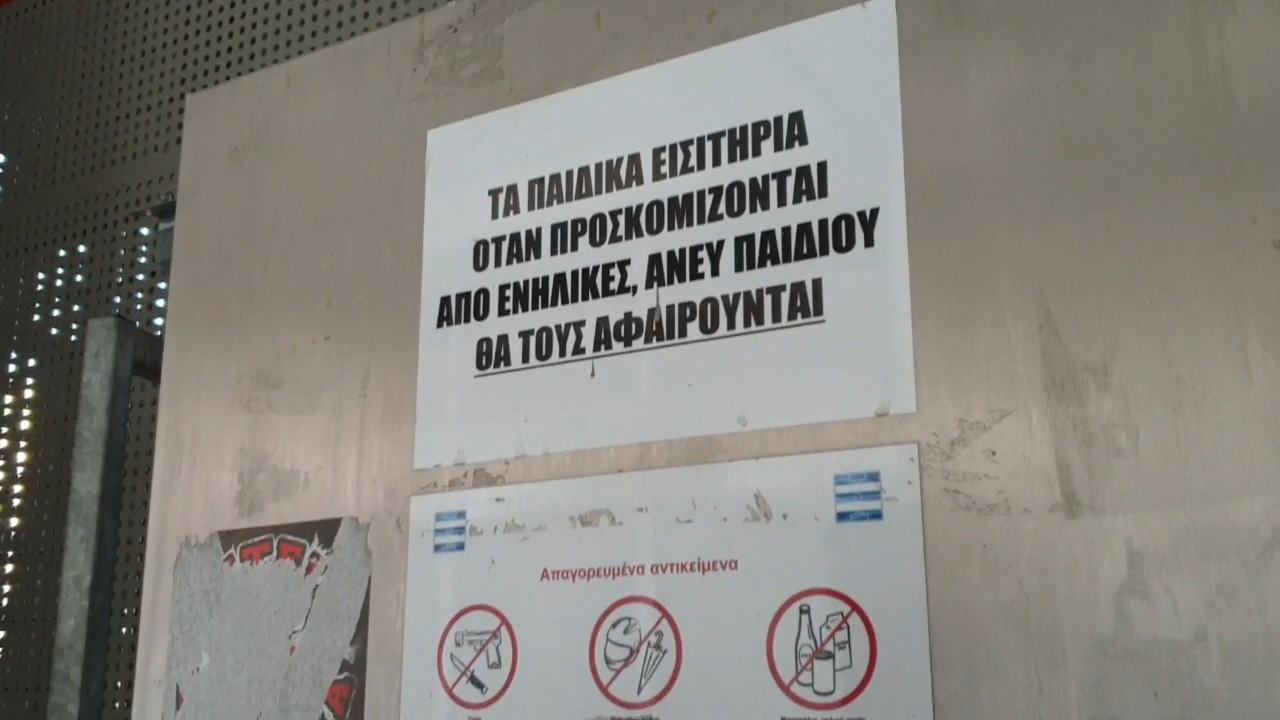 ΤΑ ΠΑΙΔΙΚΑ ΕΙΣΙΤΗΡΙΑ
ΟΤΑΝ ΠΡΟΣΚΟΜΙΖΟΝΤΑΙ
ΑΠΟ ΕΝΗΛΙΚΕΣ, ΑΝΕΥ ΠΑΙΔΙΟΥ
ΘΑ ΤΟΥΣ ΑΦΑΙΡΟΥΝΤΑΙ
Απαγορευμένα αντικείμενα